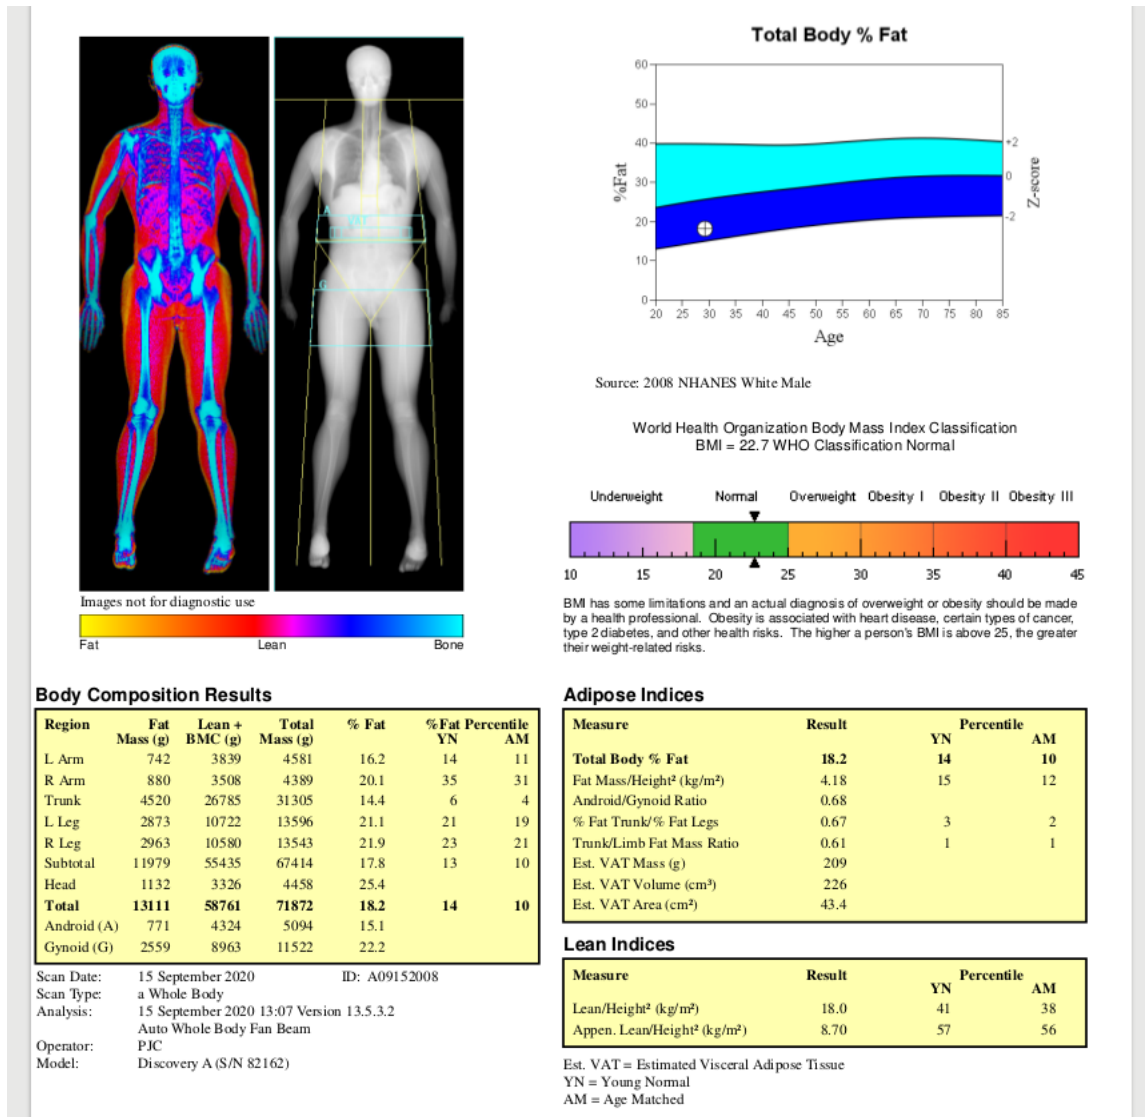 A
G
Images not for diagnostic use
Fat Lean Bone
Total Body % Fat
60
50
40
30
20
10
0
%Fat
+2
0
-2
Z-score
20 25 30 35 40 45 50 55 60 65 70 75 80 85
Age
Source: 2008 NHANES White Male
World Health Organization Body Mass Index Classification
BMI = 22.7 WHO Classification Normal
Underweight Normal Overweight Obesity I Obesity II Obesity III
10 15 20 25 30 35 40 45
BMI has some limitations and an actual diagnosis of overweight or obesity should be made
by a health professional. Obesity is associated with heart disease, certain types of cancer,
type 2 diabetes, and other health risks. The higher a person's BMI is above 25, the greater
their weight-related risks.
Body Composition Results
Region Fat Lean + Total % Fat %Fat Percentile
Mass (g) BMC (g) Mass (g) YN AM
L Arm 742 3839 4581 16.2 14 11
R Arm 880 3508 4389 20.1 35 31
Trunk 4520 26785 31305 14.4 6 4
L Leg 2873 10722 13596 21.1 21 19
R Leg 2963 10580 13543 21.9 23 21
Subtotal 11979 55435 67414 17.8 13 10
Head 1132 3326 4458 25.4
Total 13111 58761 71872 18.2 14 10
Android (A) 771 4324 5094 15.1
Gynoid (G) 2559 8963 11522 22.2
Scan Date: 15 September 2020 ID: A09152008
Scan Type: a Whole Body
Analysis: 15 September 2020 13:07 Version 13.5.3.2
Auto Whole Body Fan Beam
Operator: PJC
Model: Discovery A (S/N 82162)
Adipose Indices
Measure Result Percentile
YN AM
Total Body % Fat 18.2 14 10
Fat Mass/Height² (kg/m²) 4.18 15 12
Android/Gynoid Ratio 0.68
% Fat Trunk/% Fat Legs 0.67 3 2
Trunk/Limb Fat Mass Ratio 0.61 1 1
Est. VAT Mass (g) 209
Est. VAT Volume (cm³) 226
Est. VAT Area (cm²) 43.4
Lean Indices
Measure Result Percentile
YN AM
Lean/Height² (kg/m²) 18.0 41 38
Appen. Lean/Height² (kg/m²) 8.70 57 56
Est. VAT = Estimated Visceral Adipose Tissue
YN = Young Normal
AM = Age Matched